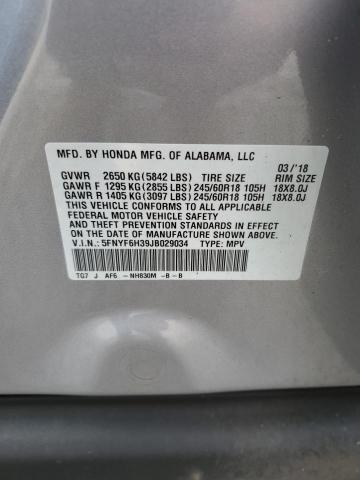 MFD. BY HONDA MFG. OF ALABAMA, LLC 03/'18
GVWR 2650 KG (5842 LBS) TIRE SIZE RIM SIZE
GAWR F 1295 KG (2855 LBS) 245/60R18 105H 18X8.0J
GAWR R 1405 KG (3097 LBS) 245/60R18 105H 18X8.0J
THIS VEHICLE CONFORMS TO ALL APPLICABLE
FEDERAL MOTOR VEHICLE SAFETY
AND THEFT PREVENTION STANDARDS IN EFFECT
ON THE DATE OF MANUFACTURE SHOWN ABOVE.
V.I.N.: 5FNYF6H39JB029034 TYPE: MPV
TG7 J AF6 -NH830M -B -B